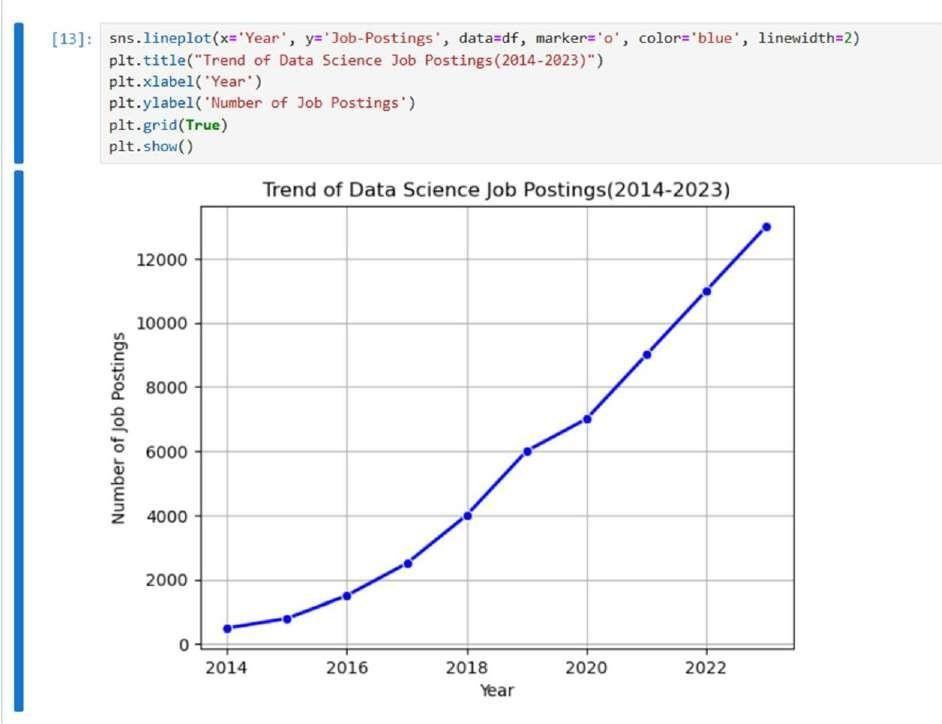 [13]: sns.lineplot(x='Year', y='Job-Postings', data=df, marker='o', color='blue', linewidth=2)
plt.title("Trend of Data Science Job Postings(2014-2023)")
plt.xlabel('Year')
plt.ylabel('Number of Job Postings')
plt.grid(True)
plt.show()
Trend of Data Science Job Postings(2014-2023)
Number of Job Postings
12000
10000
8000
6000
4000
2000
0
2014 2016 2018 2020 2022
Year